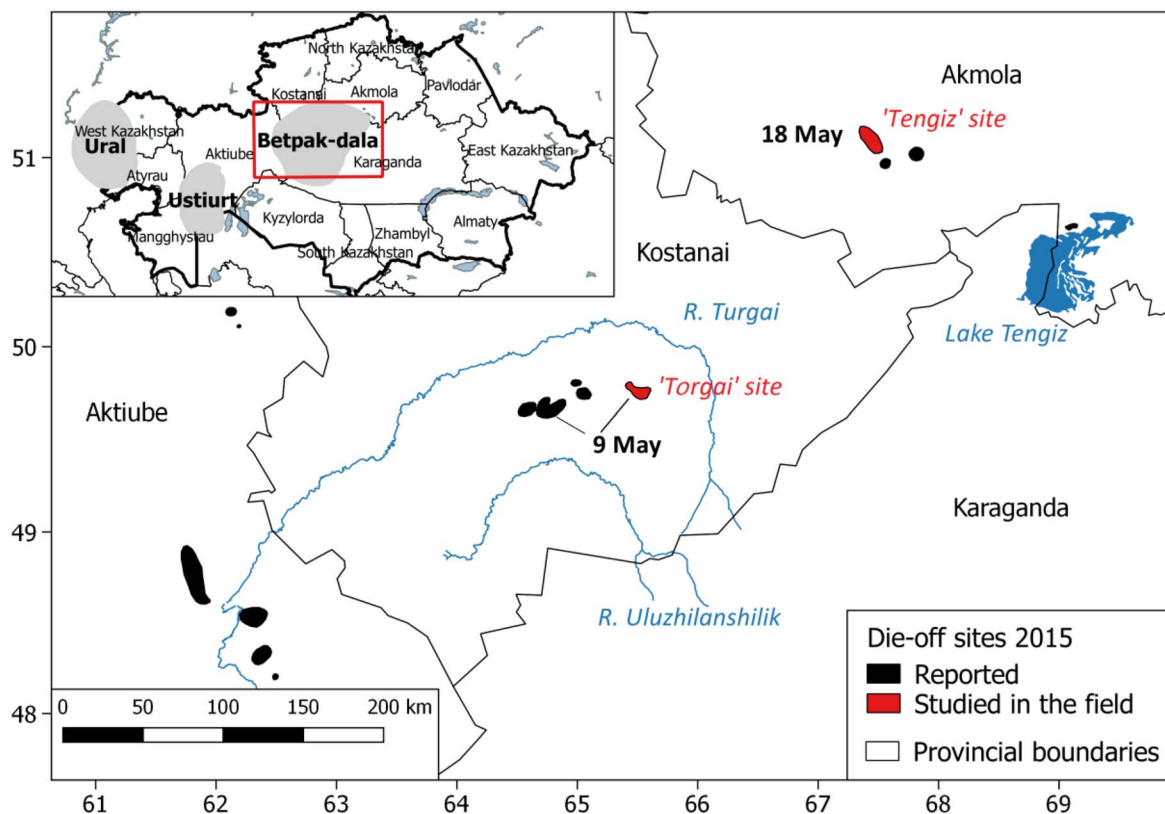 North Kazakhstan
Kostanai
Akmola
Pavlodar
West Kazakhstan
Ural
Aktiube
Betpak-dala
Karaganda
East Kazakhstan
Atyrau
Ustiurt
Kyzylorda
Almaty
Mangghystau
Zhambyl
South Kazakhstan
Akmola
'Tengiz' site
18 May
Kostanai
R. Turgai
Lake Tengiz
'Torgai' site
Aktiube
9 May
Karaganda
R. Uluzhilanshilik
Die-off sites 2015
Reported
Studied in the field
Provincial boundaries
0 50 100 150 200 km
51
50
49
48
61 62 63 64 65 66 67 68 69